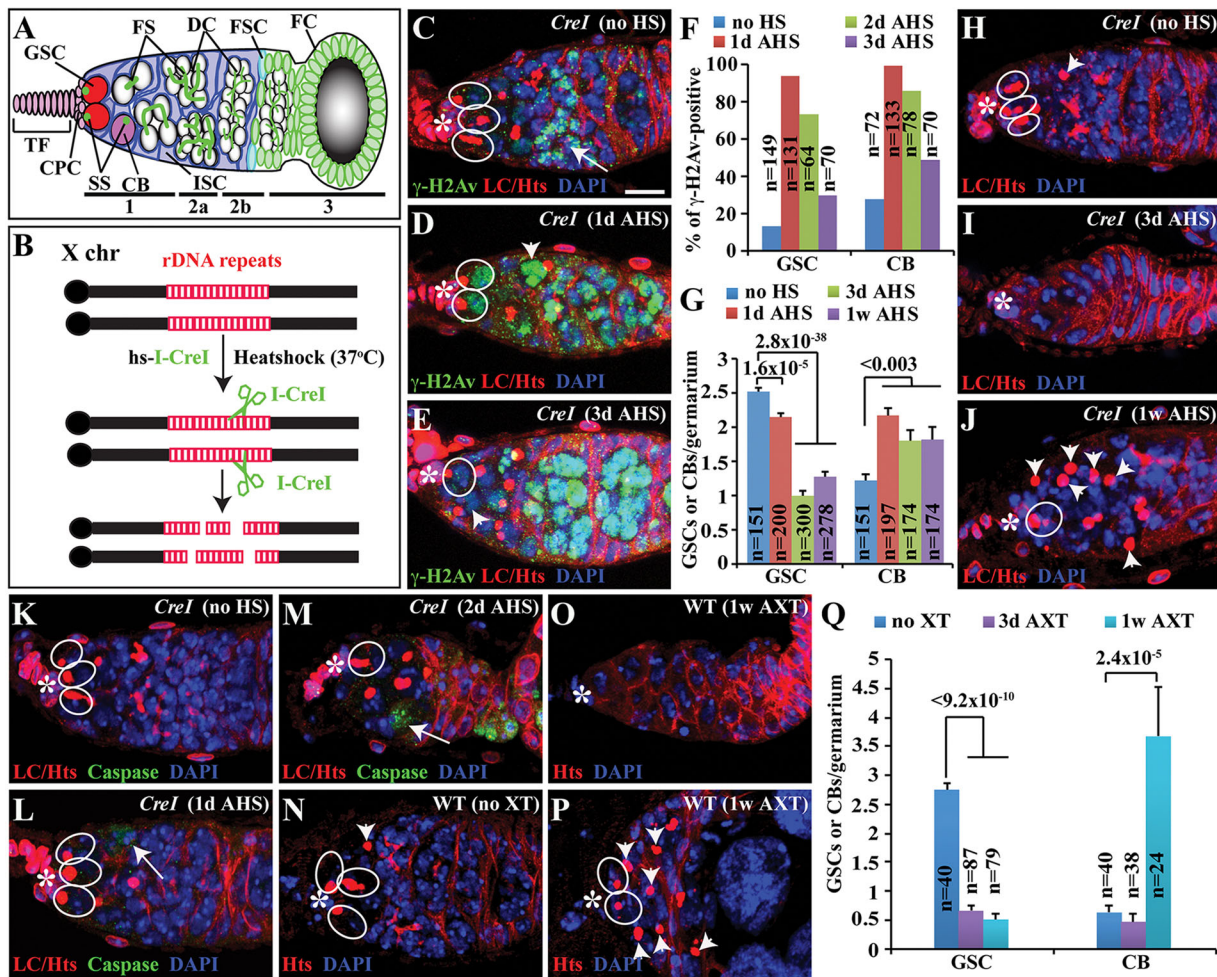 A
GSC
FS
DC
FSC
FC
TF
CPC
SS
CB
ISC
1
2a
2b
3
B
X chr
rDNA repeats
hs-I-CreI
Heatshock (37°C)
I-CreI
I-CreI
C
CreI (no HS)
*
γ-H2Av LC/Hts DAPI
D
CreI (1d AHS)
*
γ-H2Av LC/Hts DAPI
E
CreI (3d AHS)
*
γ-H2Av LC/Hts DAPI
F
no HS
2d AHS
1d AHS
3d AHS
% of γ-H2Av-positive
100
80
60
40
20
0
n=149
n=131
n=64
n=70
n=72
n=133
n=78
n=70
GSC
CB
G
no HS
3d AHS
1d AHS
1w AHS
GSCs or CBs/germarium
2.8x10-38
1.6x10-5
<0.003
3
2.5
2
1.5
1
0.5
0
n=151
n=200
n=300
n=278
n=151
n=197
n=174
n=174
GSC
CB
H
CreI (no HS)
*
LC/Hts DAPI
I
CreI (3d AHS)
*
LC/Hts DAPI
J
CreI (1w AHS)
*
LC/Hts DAPI
K
CreI (no HS)
*
LC/Hts Caspase DAPI
L
CreI (1d AHS)
*
LC/Hts Caspase DAPI
M
CreI (2d AHS)
*
LC/Hts Caspase DAPI
N
WT (no XT)
*
Hts DAPI
O
WT (1w AXT)
*
Hts DAPI
P
WT (1w AXT)
*
Hts DAPI
Q
no XT
3d AXT
1w AXT
GSCs or CBs/germarium
5
4.5
4
3.5
3
2.5
2
1.5
1
0.5
0
<9.2x10-10
2.4x10-5
n=40
n=87
n=79
n=40
n=38
n=24
GSC
CB